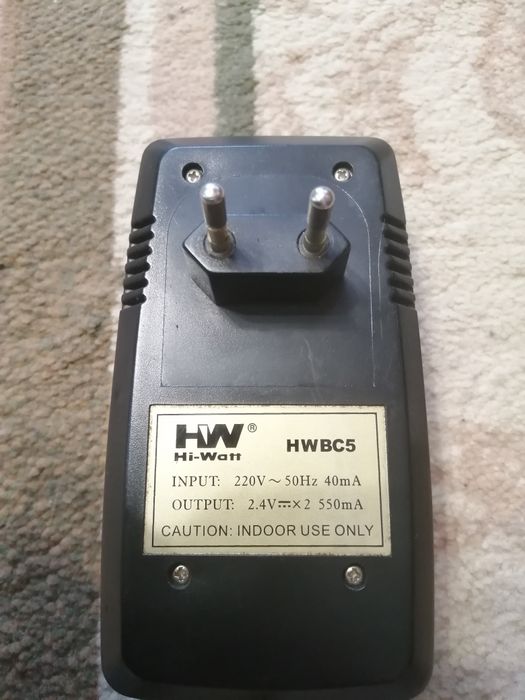 HW®
Hi-Watt
HWBC5
INPUT: 220V～50Hz 40mA
OUTPUT: 2.4V⎓×2 550mA
CAUTION: INDOOR USE ONLY